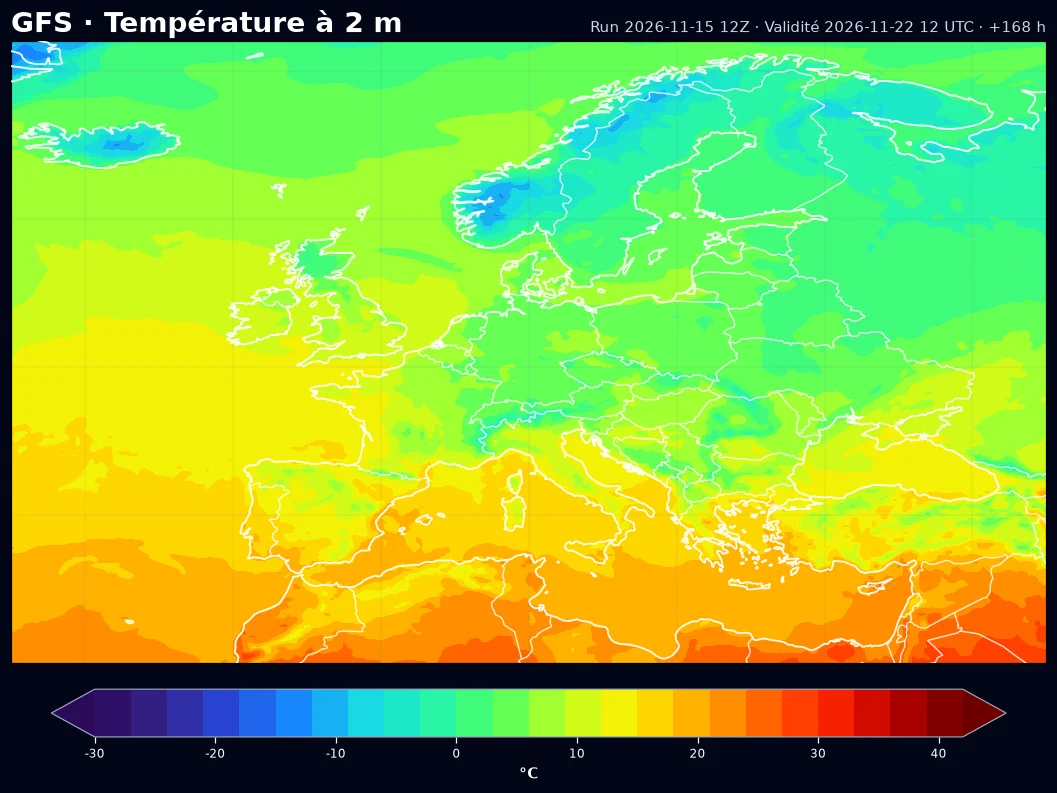 GFS · Température à 2 m
Run 2026-11-15 12Z · Validité 2026-11-22 12 UTC · +168 h
-30 -20 -10 0 10 20 30 40
°C